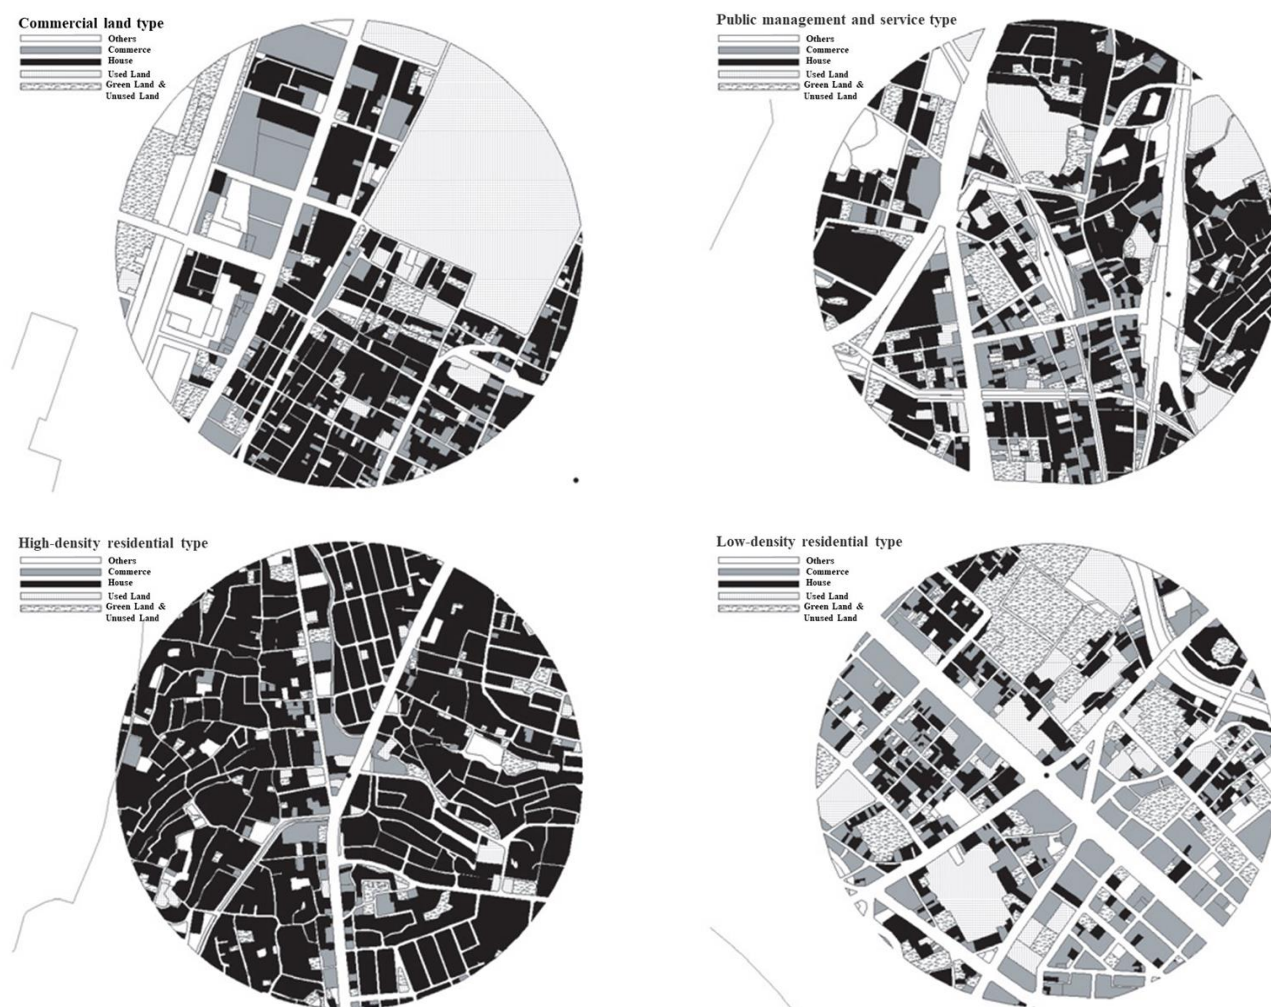 Commercial land type
Others
Commerce
House
Used Land
Green Land &
Unused Land
Public management and service type
Others
Commerce
House
Used Land
Green Land &
Unused Land
High-density residential type
Others
Commerce
House
Used Land
Green Land &
Unused Land
Low-density residential type
Others
Commerce
House
Used Land
Green Land &
Unused Land